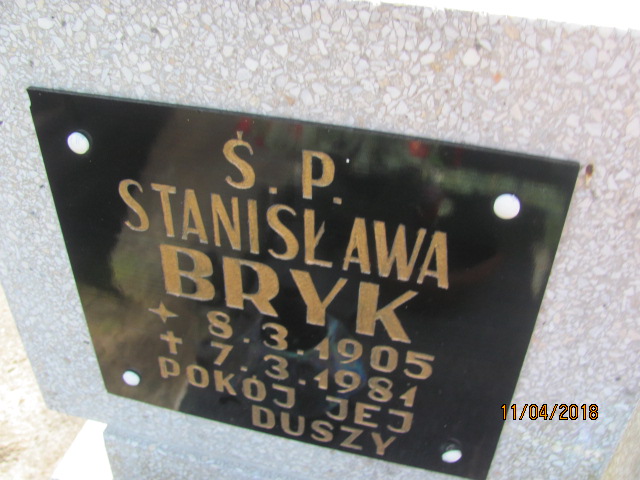 Ś. P.
STANISŁAWA
BRYK
8.3.1905
† 7.3.1981
POKÓJ JEJ
DUSZY
11/04/2018